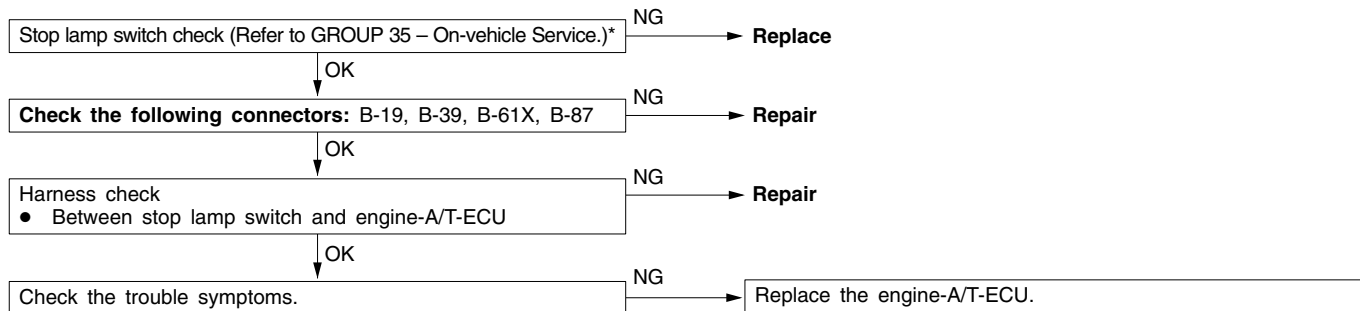 NG
Stop lamp switch check (Refer to GROUP 35 – On-vehicle Service.)*
Replace
OK
NG
Check the following connectors: B-19, B-39, B-61X, B-87
Repair
OK
NG
Harness check
Repair
● Between stop lamp switch and engine-A/T-ECU
OK
NG
Check the trouble symptoms.
Replace the engine-A/T-ECU.